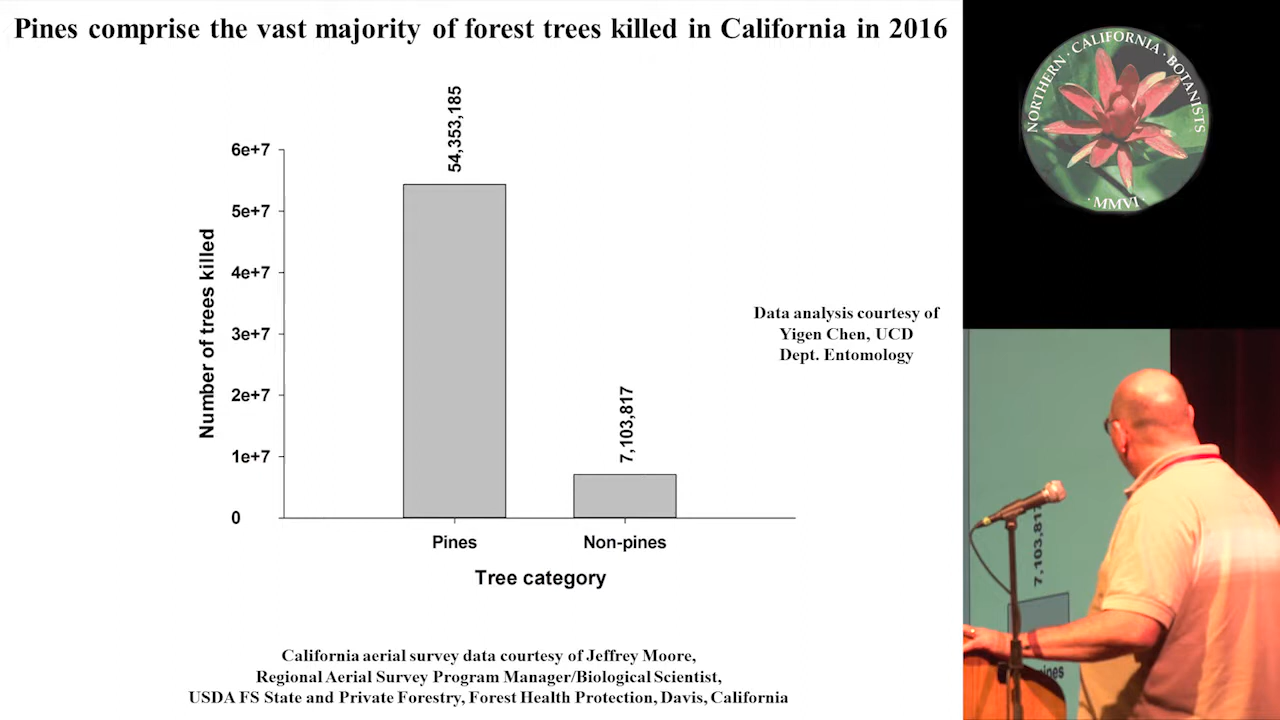 Pines comprise the vast majority of forest trees killed in California in 2016
54,353,185
6e+7
5e+7
4e+7
3e+7
2e+7
1e+7
0
Number of trees killed
7,103,817
Pines
Non-pines
Tree category
Data analysis courtesy of
Yigen Chen, UCD
Dept. Entomology
California aerial survey data courtesy of Jeffrey Moore,
Regional Aerial Survey Program Manager/Biological Scientist,
USDA FS State and Private Forestry, Forest Health Protection, Davis, California
NORTHERN · CALIFORNIA · BOTANISTS
· MMVI ·
7,103,817
pines